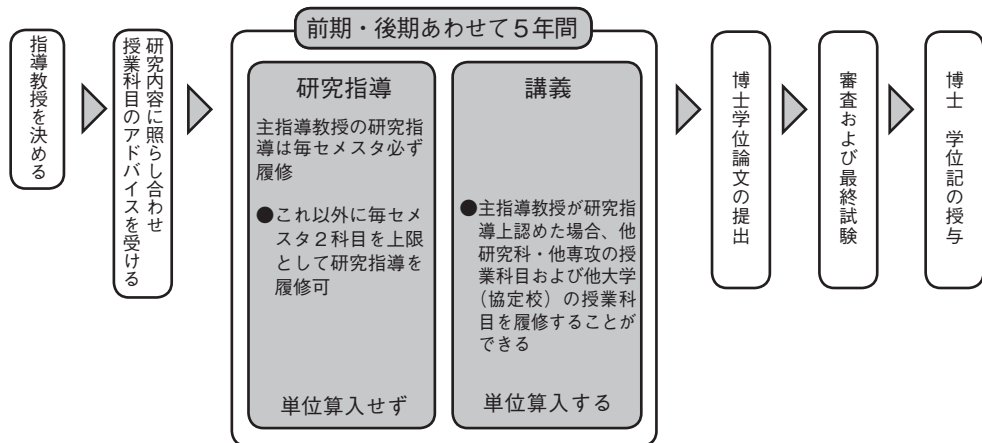 指導教授を決める
研究内容に照らし合わせ
授業科目のアドバイスを受ける
前期・後期あわせて５年間
研究指導
主指導教授の研究指
導は毎セメスタ必ず
履修
●これ以外に毎セメ
スタ２科目を上限
として研究指導を
履修可
単位算入せず
講義
●主指導教授が研究指
導上認めた場合、他
研究科・他専攻の授
業科目および他大学
（協定校）の授業科
目を履修することが
できる
単位算入する
博士学位論文の提出
審査および最終試験
博士　学位記の授与